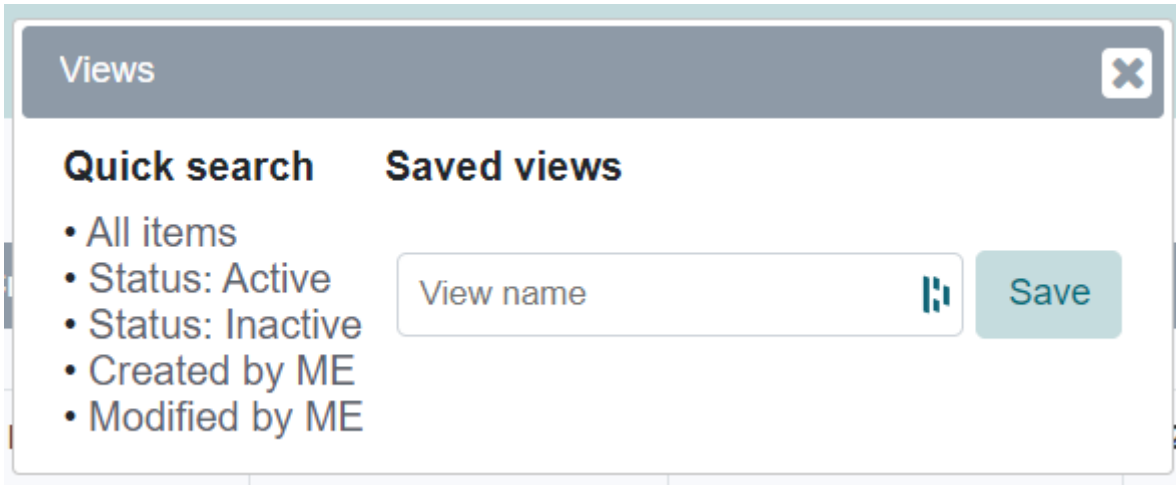 Views
Quick search
• All items
• Status: Active
• Status: Inactive
• Created by ME
• Modified by ME
Saved views
View name
Save